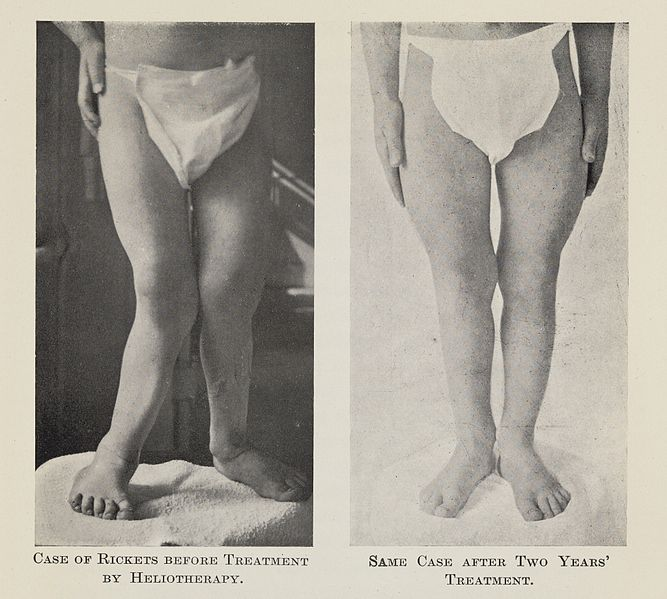 Case of Rickets before Treatment
by Heliotherapy.
Same Case after Two Years'
Treatment.